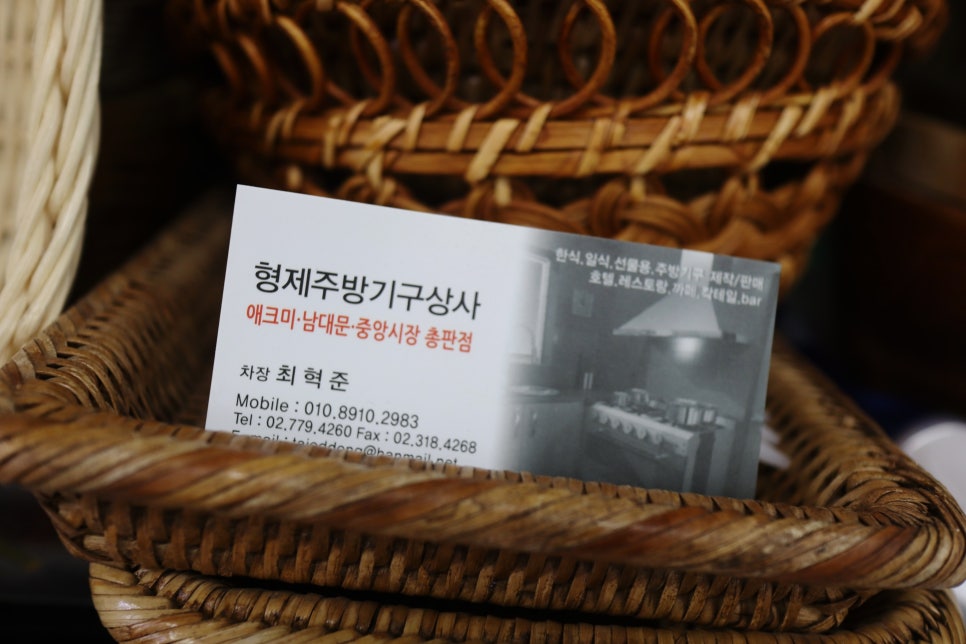 형제주방기구상사
애크미·남대문·중앙시장 총판점
차장 최혁준
Mobile : 010.8910.2983
Tel : 02.779.4260 Fax : 02.318.4268
한식,일식,선물용,주방기구 제작/판매
호텔,레스토랑,까페,칵테일,bar